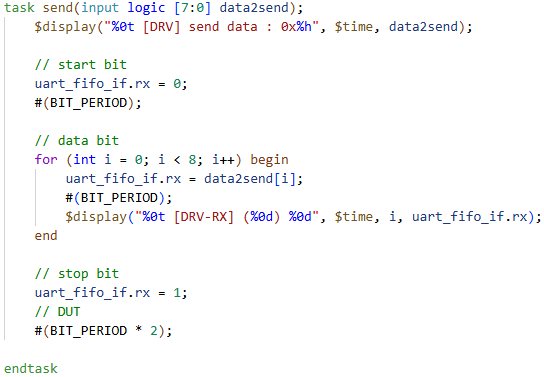 task send(input logic [7:0] data2send);
    $display("%0t [DRV] send data : 0x%h", $time, data2send);

    // start bit
    uart_fifo_if.rx = 0;
    #(BIT_PERIOD);

    // data bit
    for (int i = 0; i < 8; i++) begin
        uart_fifo_if.rx = data2send[i];
        #(BIT_PERIOD);
        $display("%0t [DRV-RX] (%0d) %0d", $time, i, uart_fifo_if.rx);
    end

    // stop bit
    uart_fifo_if.rx = 1;
    // DUT
    #(BIT_PERIOD * 2);

endtask